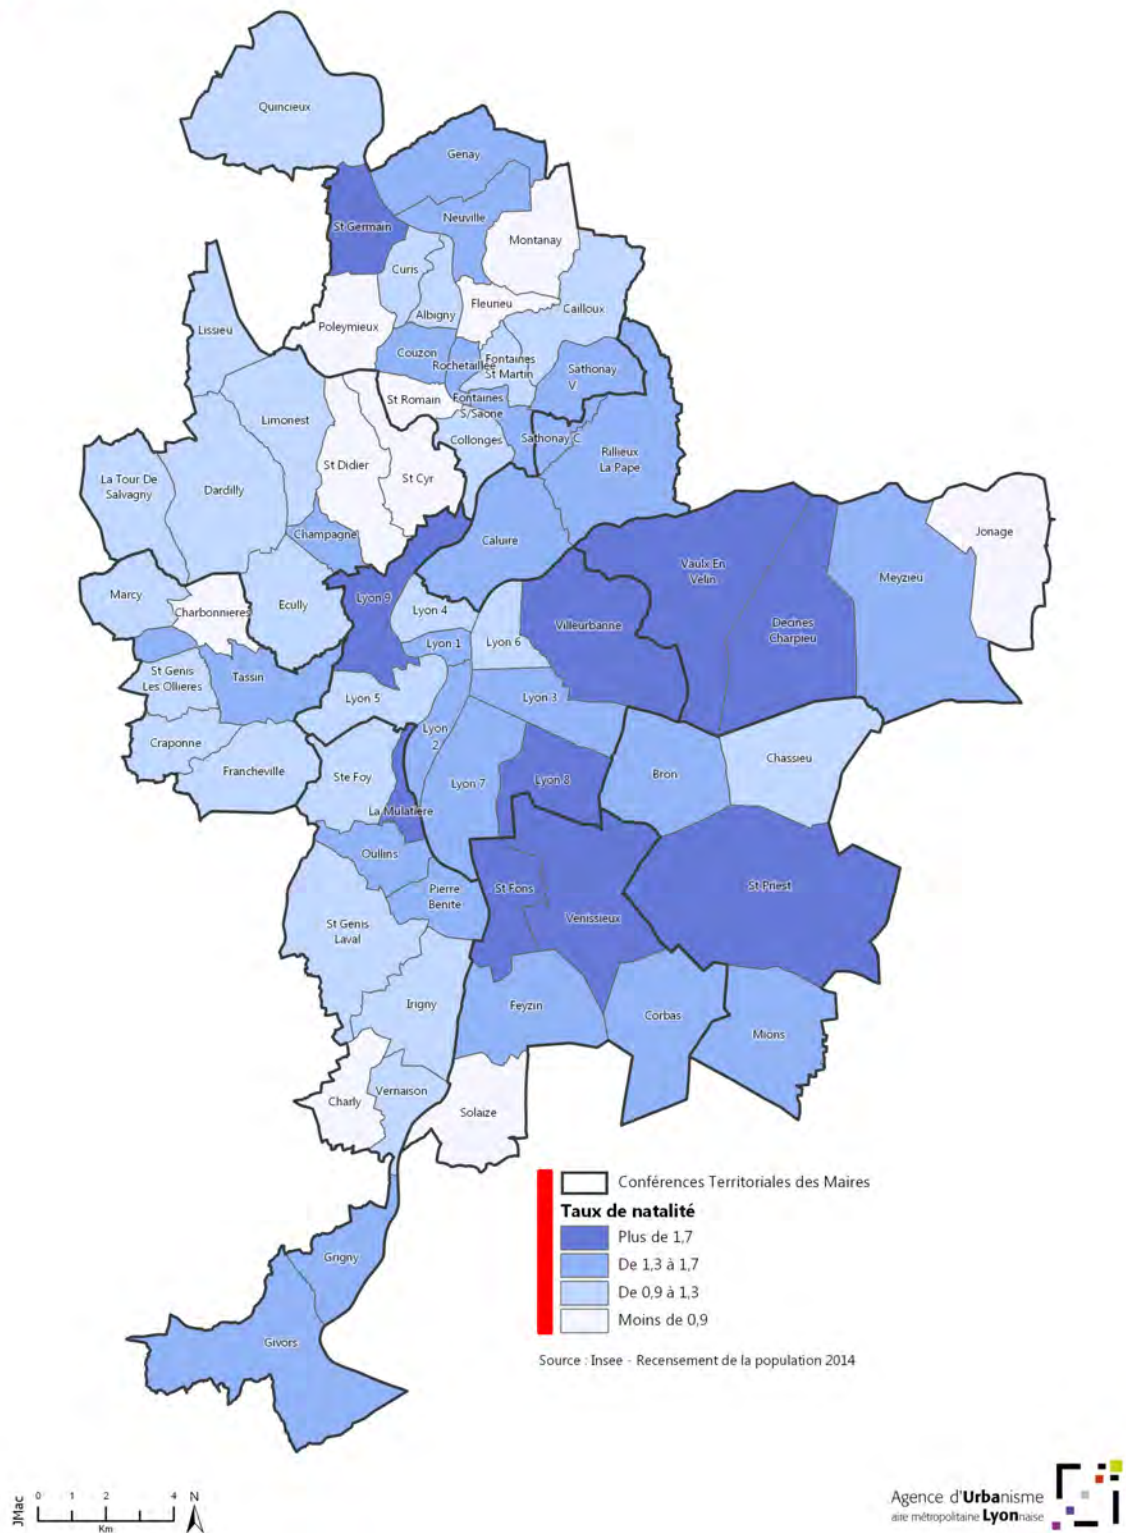 Quincieux
Genay
St Germain
Neuville
Montanay
Curis
Fleuneu
Cailloux
Albigny
Lissieu
Poleymieux
Couzon
Rochetaillée
Fontaines
St Martin
Sathonay
V
St Romain
Fontaines
S/Saone
Limonest
Collonges
Sathonay C
Rillieux
La Pape
St Didier
St Cyr
La Tour De
Salvagny
Dardilly
Champagne
Caluire
Jonage
Vaulx En
Velin
Meyzieu
Marcy
Charbonnieres
Ecully
Lyon 9
Lyon 4
Villeurbanne
Decines
Charpieu
Lyon 1
Lyon 6
St Genis
Les Ollieres
Tassin
Lyon 5
Lyon 3
Lyon
2
Craponne
Francheville
Ste Foy
Lyon 7
Lyon 8
Bron
Chassieu
La Mulatiere
Oullins
Pierre
Benite
St Fons
St Priest
Venissieux
St Genis
Laval
Irigny
Feyzin
Corbas
Mions
Charly
Vernaison
Solaize
Grigny
Givors
Conférences Territoriales des Maires
Taux de natalité
Plus de 1,7
De 1,3 à 1,7
De 0,9 à 1,3
Moins de 0,9
Source : Insee - Recensement de la population 2014
JMac
0 1 2 4
Km
N
Agence d'Urbanisme
aire métropolitaine Lyonnaise